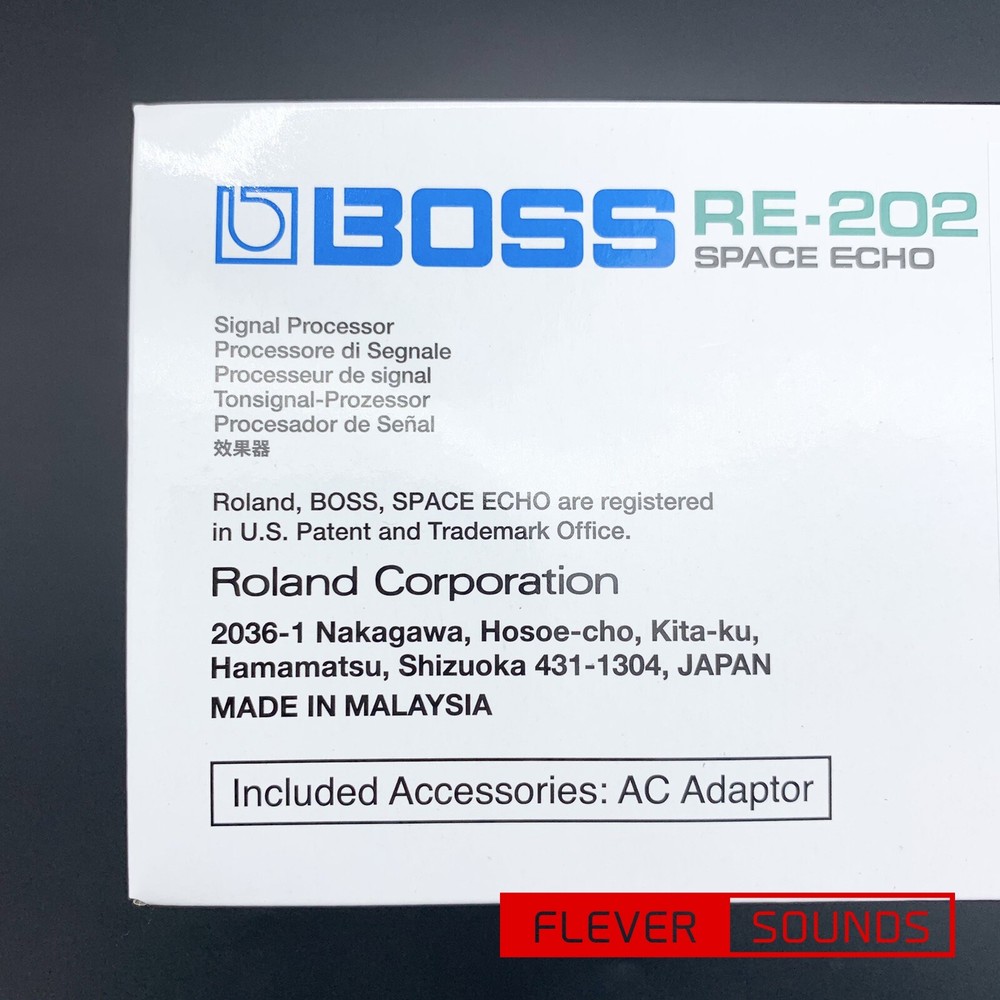 BOSS RE-202
SPACE ECHO
Signal Processor
Processore di Segnale
Processeur de signal
Tonsignal-Prozessor
Procesador de Señal
效果器
Roland, BOSS, SPACE ECHO are registered
in U.S. Patent and Trademark Office.
Roland Corporation
2036-1 Nakagawa, Hosoe-cho, Kita-ku,
Hamamatsu, Shizuoka 431-1304, JAPAN
MADE IN MALAYSIA
Included Accessories: AC Adaptor
FLEVER SOUNDS